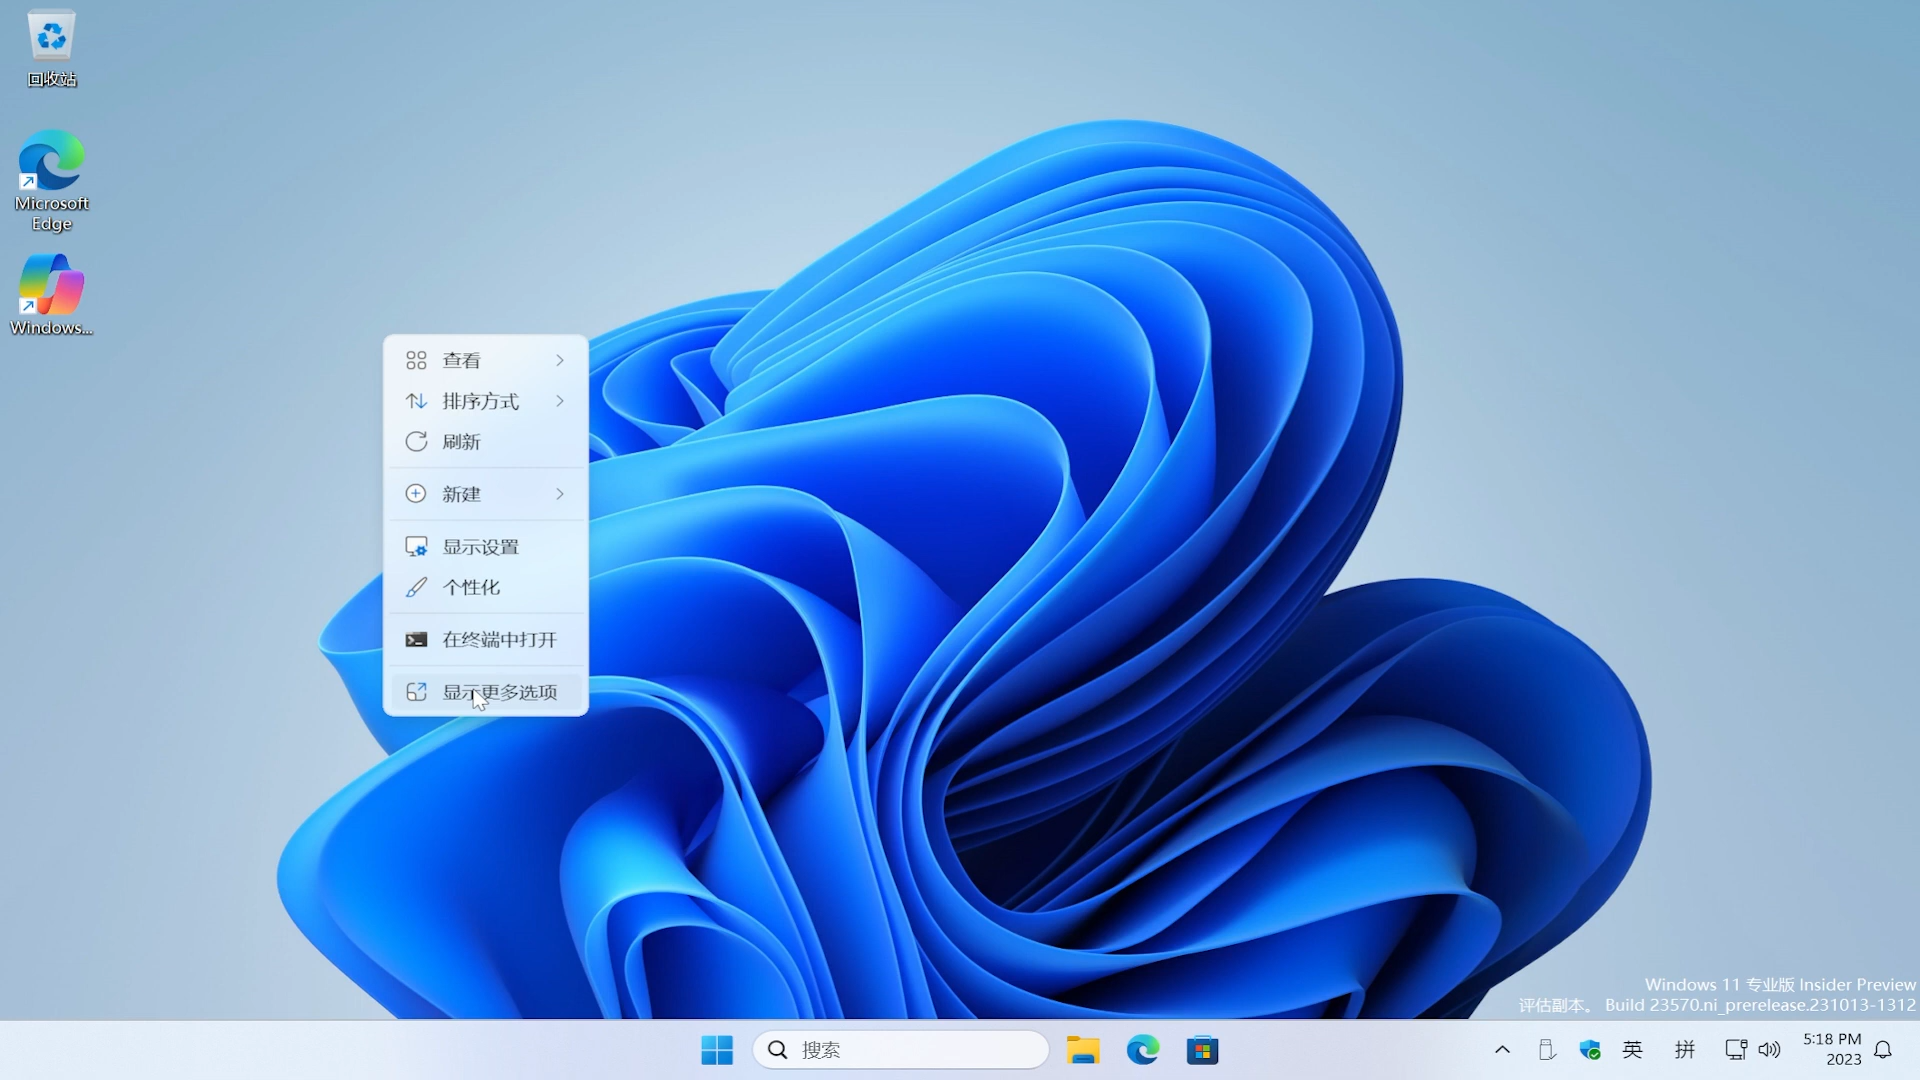 回收站
Microsoft
Edge
Windows...
查看
排序方式
刷新
新建
显示设置
个性化
在终端中打开
显示更多选项
Windows 11 专业版 Insider Preview
评估副本。 Build 23570.ni_prerelease.231013-1312
搜索
英
拼
5:18 PM
2023